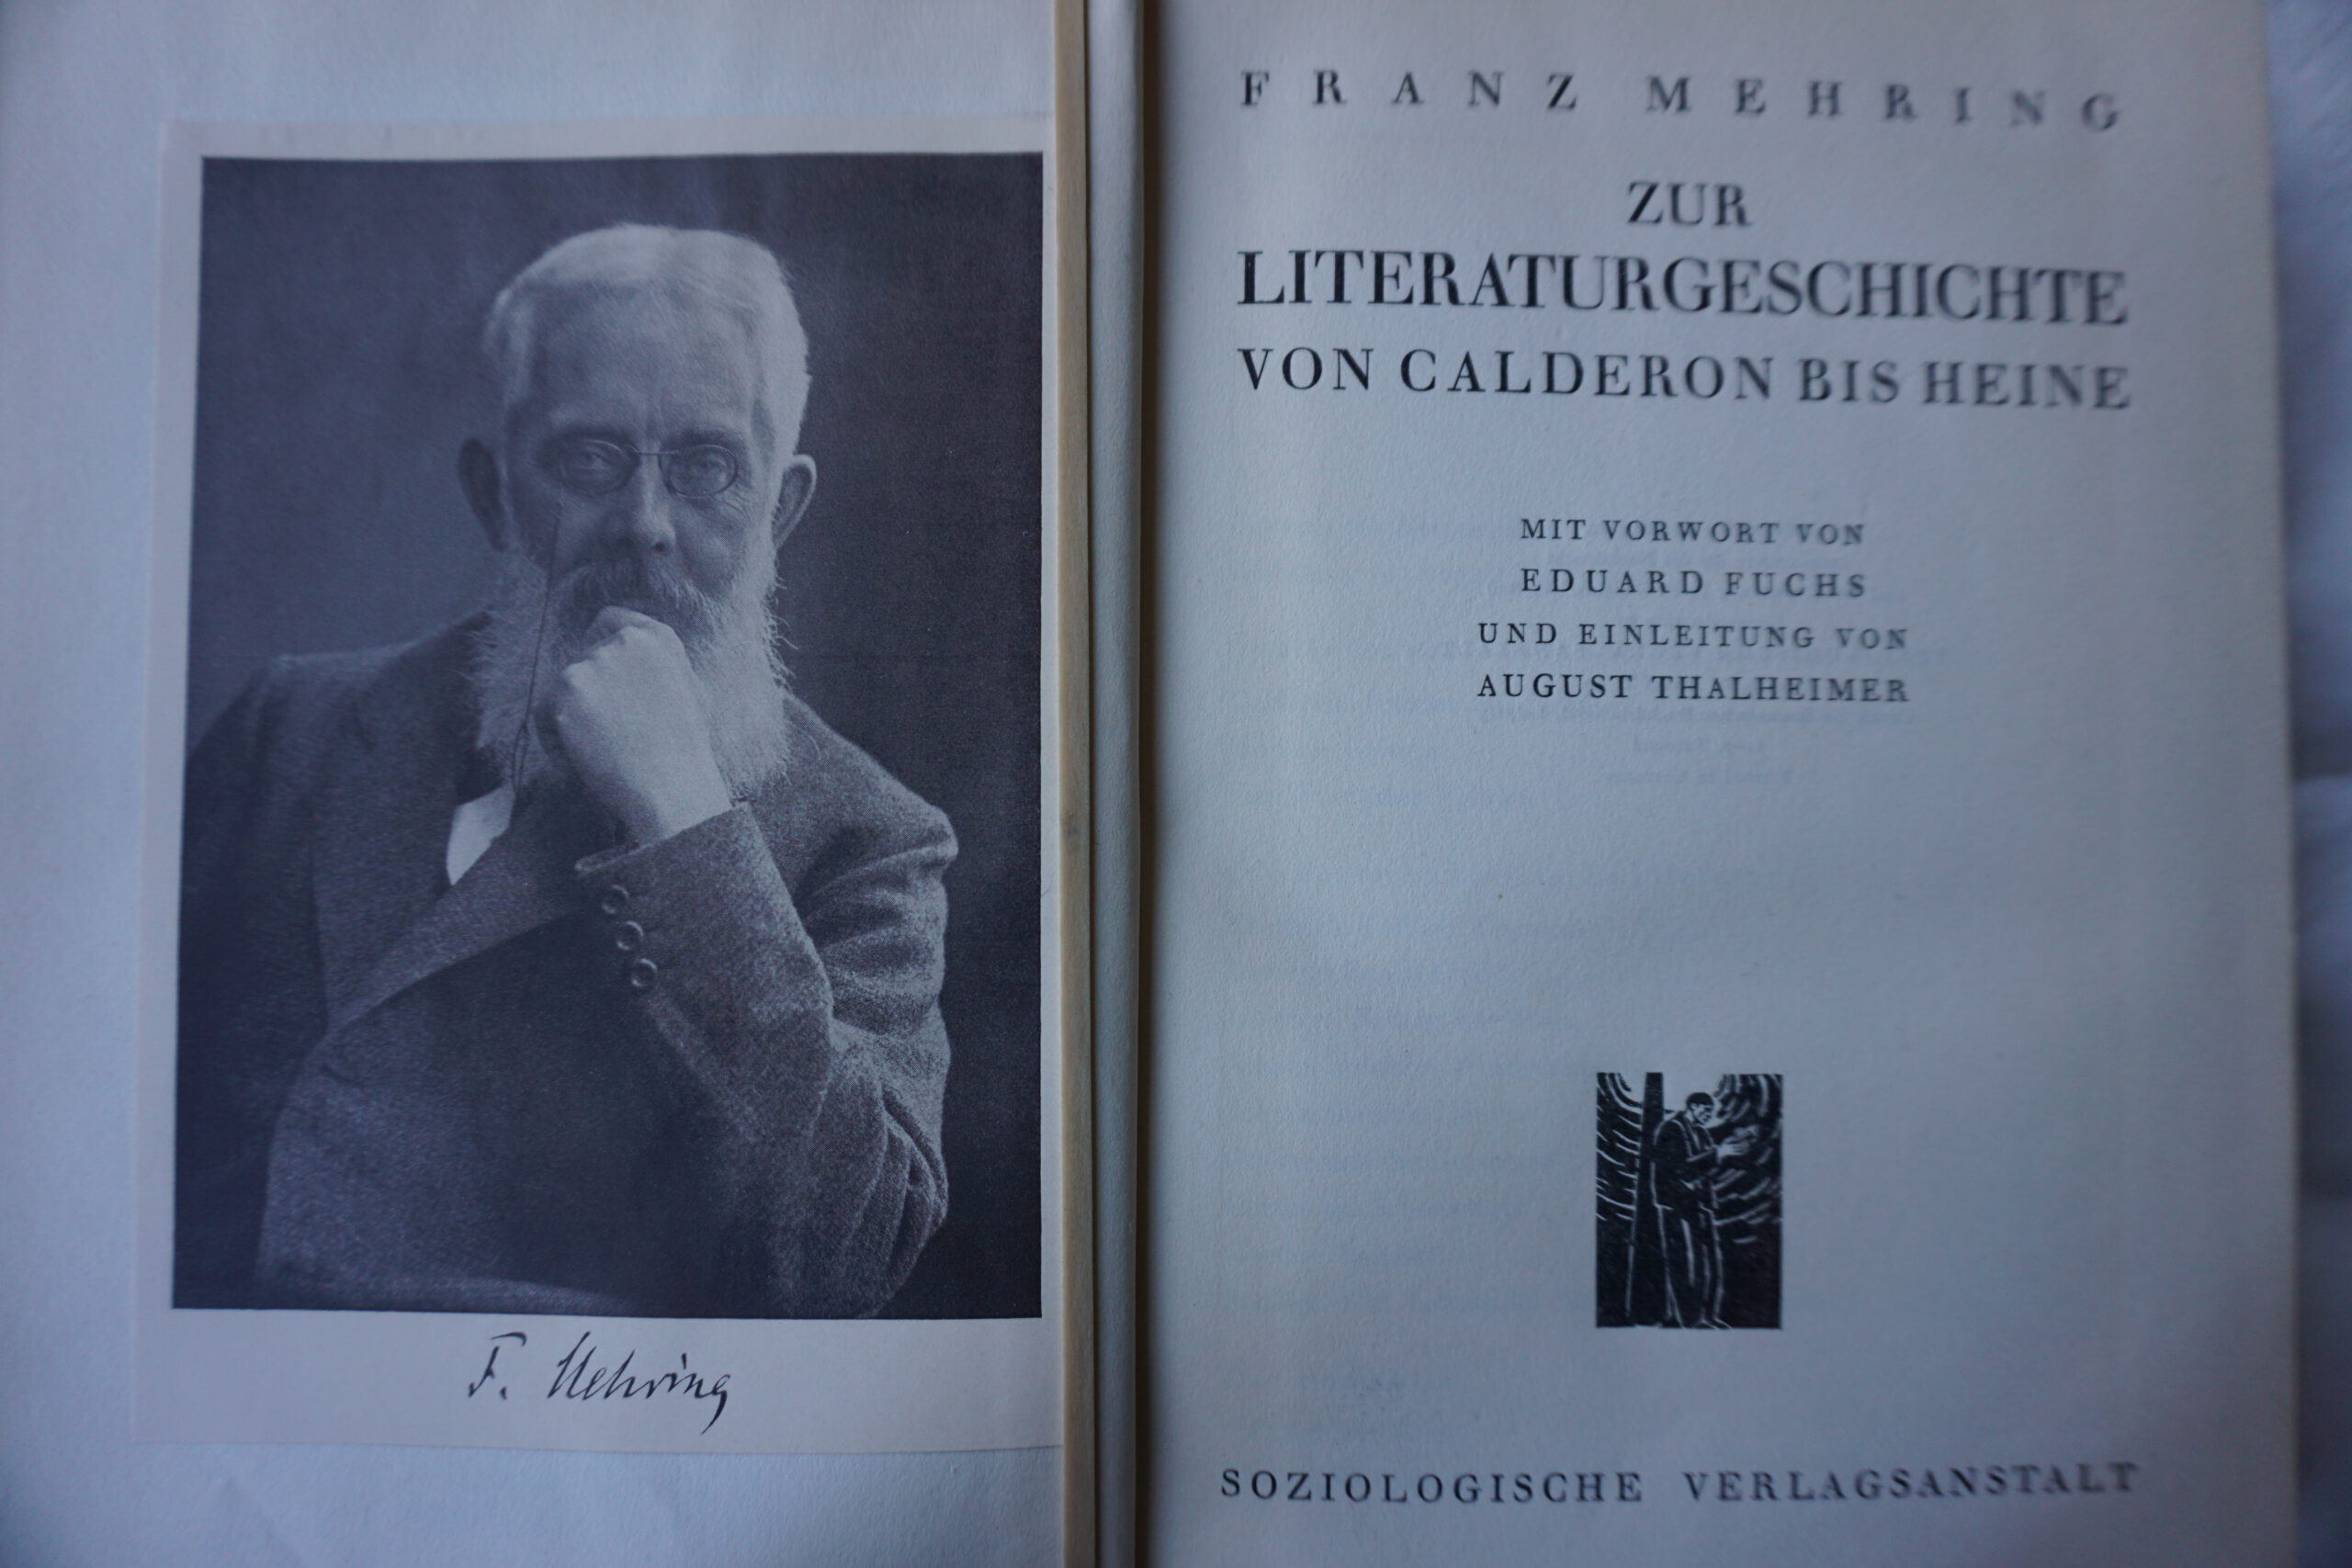 F. Mehring
FRANZ MEHRING
ZUR
LITERATURGESCHICHTE
VON CALDERON BIS HEINE
MIT VORWORT VON
EDUARD FUCHS
UND EINLEITUNG VON
AUGUST THALHEIMER
SOZIOLOGISCHE VERLAGSANSTALT